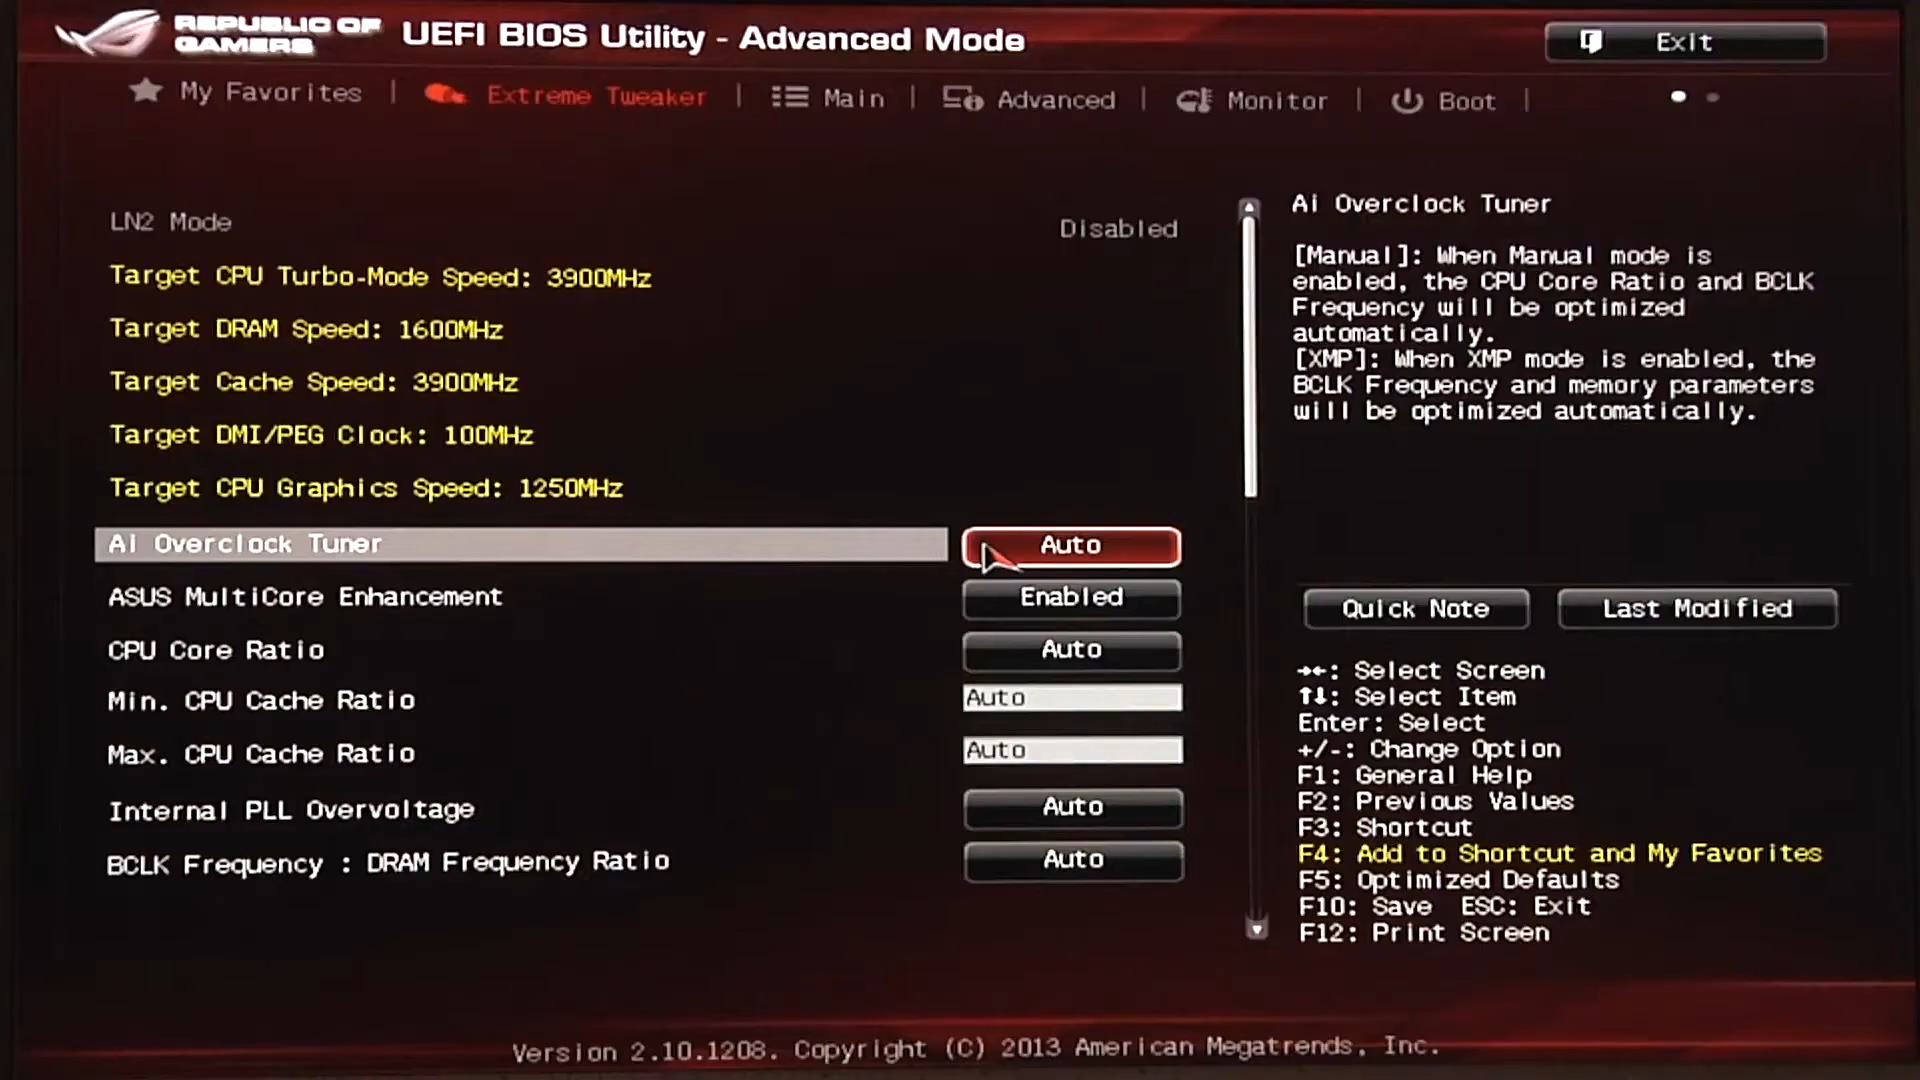 REPUBLIC OF
GAMERS
UEFI BIOS Utility - Advanced Mode
Exit
My Favorites
Extreme Tweaker
Main
Advanced
Monitor
Boot
LN2 Mode
Disabled
Target CPU Turbo-Mode Speed: 3900MHz
Target DRAM Speed: 1600MHz
Target Cache Speed: 3900MHz
Target DMI/PEG Clock: 100MHz
Target CPU Graphics Speed: 1250MHz
Ai Overclock Tuner
Auto
ASUS MultiCore Enhancement
Enabled
CPU Core Ratio
Auto
Min. CPU Cache Ratio
Auto
Max. CPU Cache Ratio
Auto
Internal PLL Overvoltage
Auto
BCLK Frequency : DRAM Frequency Ratio
Auto
Ai Overclock Tuner
[Manual]: When Manual mode is
enabled, the CPU Core Ratio and BCLK
Frequency will be optimized
automatically.
[XMP]: When XMP mode is enabled, the
BCLK Frequency and memory parameters
will be optimized automatically.
Quick Note
Last Modified
→←: Select Screen
↑↓: Select Item
Enter: Select
+/-: Change Option
F1: General Help
F2: Previous Values
F3: Shortcut
F4: Add to Shortcut and My Favorites
F5: Optimized Defaults
F10: Save ESC: Exit
F12: Print Screen
Version 2.10.1208. Copyright (C) 2013 American Megatrends, Inc.